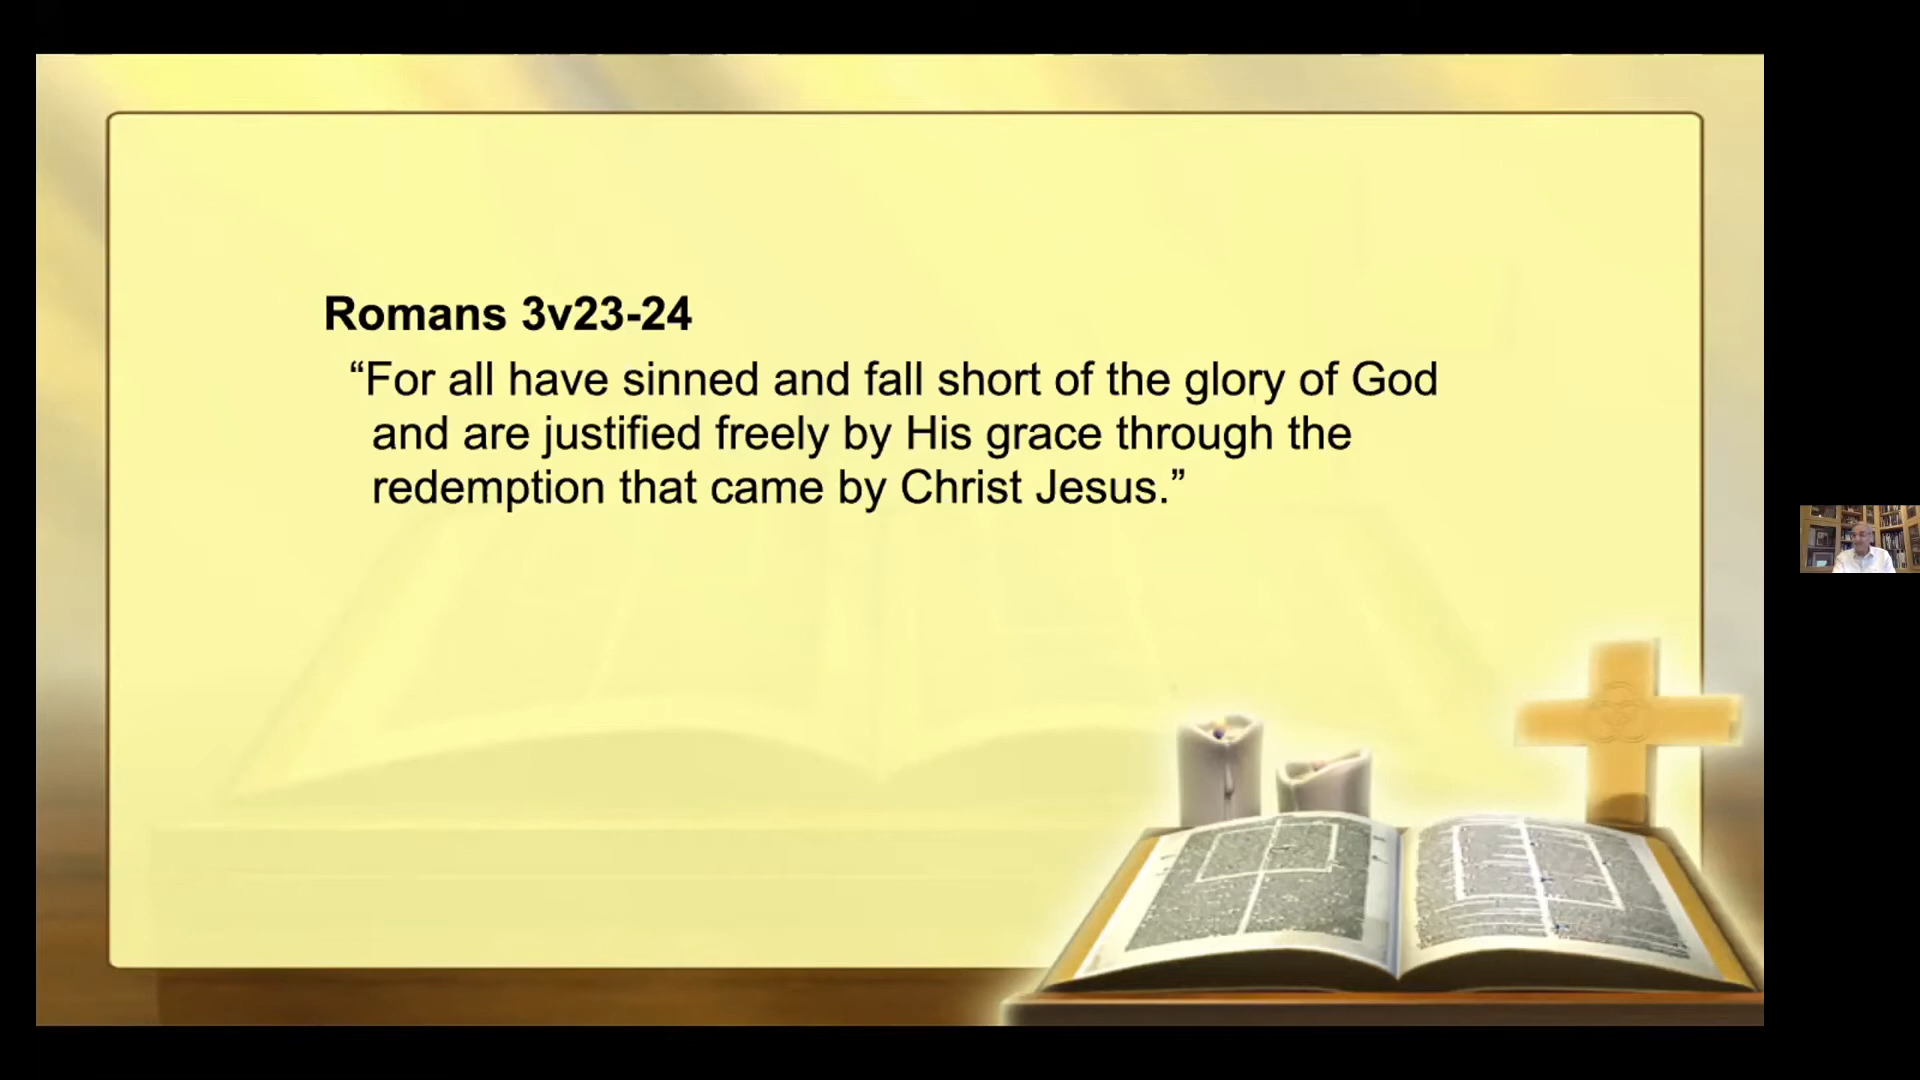 Romans 3v23-24
“For all have sinned and fall short of the glory of God
and are justified freely by His grace through the
redemption that came by Christ Jesus.”